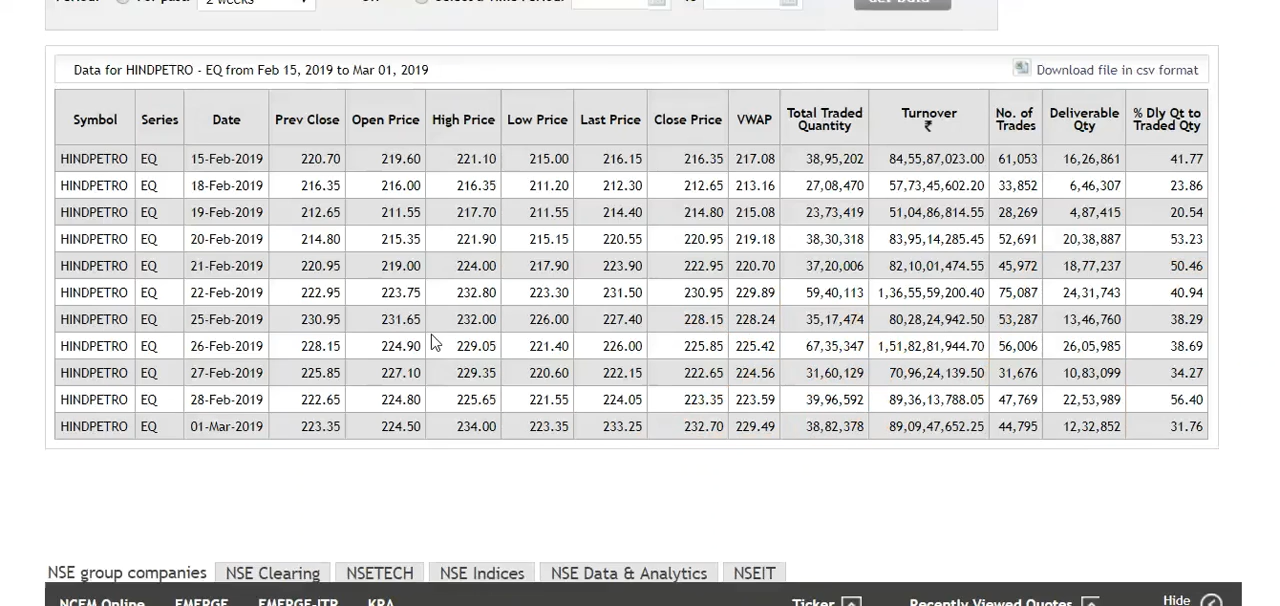 2 weeks
Data for HINDPETRO - EQ from Feb 15, 2019 to Mar 01, 2019 Download file in csv format
Symbol Series Date Prev Close Open Price High Price Low Price Last Price Close Price VWAP Total Traded Quantity Turnover ₹ No. of Trades Deliverable Qty % Dly Qt to Traded Qty
HINDPETRO EQ 15-Feb-2019 220.70 219.60 221.10 215.00 216.15 216.35 217.08 38,95,202 84,55,87,023.00 61,053 16,26,861 41.77
HINDPETRO EQ 18-Feb-2019 216.35 216.00 216.35 211.20 212.30 212.65 213.16 27,08,470 57,73,45,602.20 33,852 6,46,307 23.86
HINDPETRO EQ 19-Feb-2019 212.65 211.55 217.70 211.55 214.40 214.80 215.08 23,73,419 51,04,86,814.55 28,269 4,87,415 20.54
HINDPETRO EQ 20-Feb-2019 214.80 215.35 221.90 215.15 220.55 220.95 219.18 38,30,318 83,95,14,285.45 52,691 20,38,887 53.23
HINDPETRO EQ 21-Feb-2019 220.95 219.00 224.00 217.90 223.90 222.95 220.70 37,20,006 82,10,01,474.55 45,972 18,77,237 50.46
HINDPETRO EQ 22-Feb-2019 222.95 223.75 232.80 223.30 231.50 230.95 229.89 59,40,113 1,36,55,59,200.40 75,087 24,31,743 40.94
HINDPETRO EQ 25-Feb-2019 230.95 231.65 232.00 226.00 227.40 228.15 228.24 35,17,474 80,28,24,942.50 53,287 13,46,760 38.29
HINDPETRO EQ 26-Feb-2019 228.15 224.90 229.05 221.40 226.00 225.85 225.42 67,35,347 1,51,82,81,944.70 56,006 26,05,985 38.69
HINDPETRO EQ 27-Feb-2019 225.85 227.10 229.35 220.60 222.15 222.65 224.56 31,60,129 70,96,24,139.50 31,676 10,83,099 34.27
HINDPETRO EQ 28-Feb-2019 222.65 224.80 225.65 221.55 224.05 223.35 223.59 39,96,592 89,36,13,788.05 47,769 22,53,989 56.40
HINDPETRO EQ 01-Mar-2019 223.35 224.50 234.00 223.35 233.25 232.70 229.49 38,82,378 89,09,47,652.25 44,795 12,32,852 31.76
NSE group companies NSE Clearing NSETECH NSE Indices NSE Data & Analytics NSEIT
NCFM Online EMERGE EMERGE-ITP KRA Ticker Recently Viewed Quotes Hide